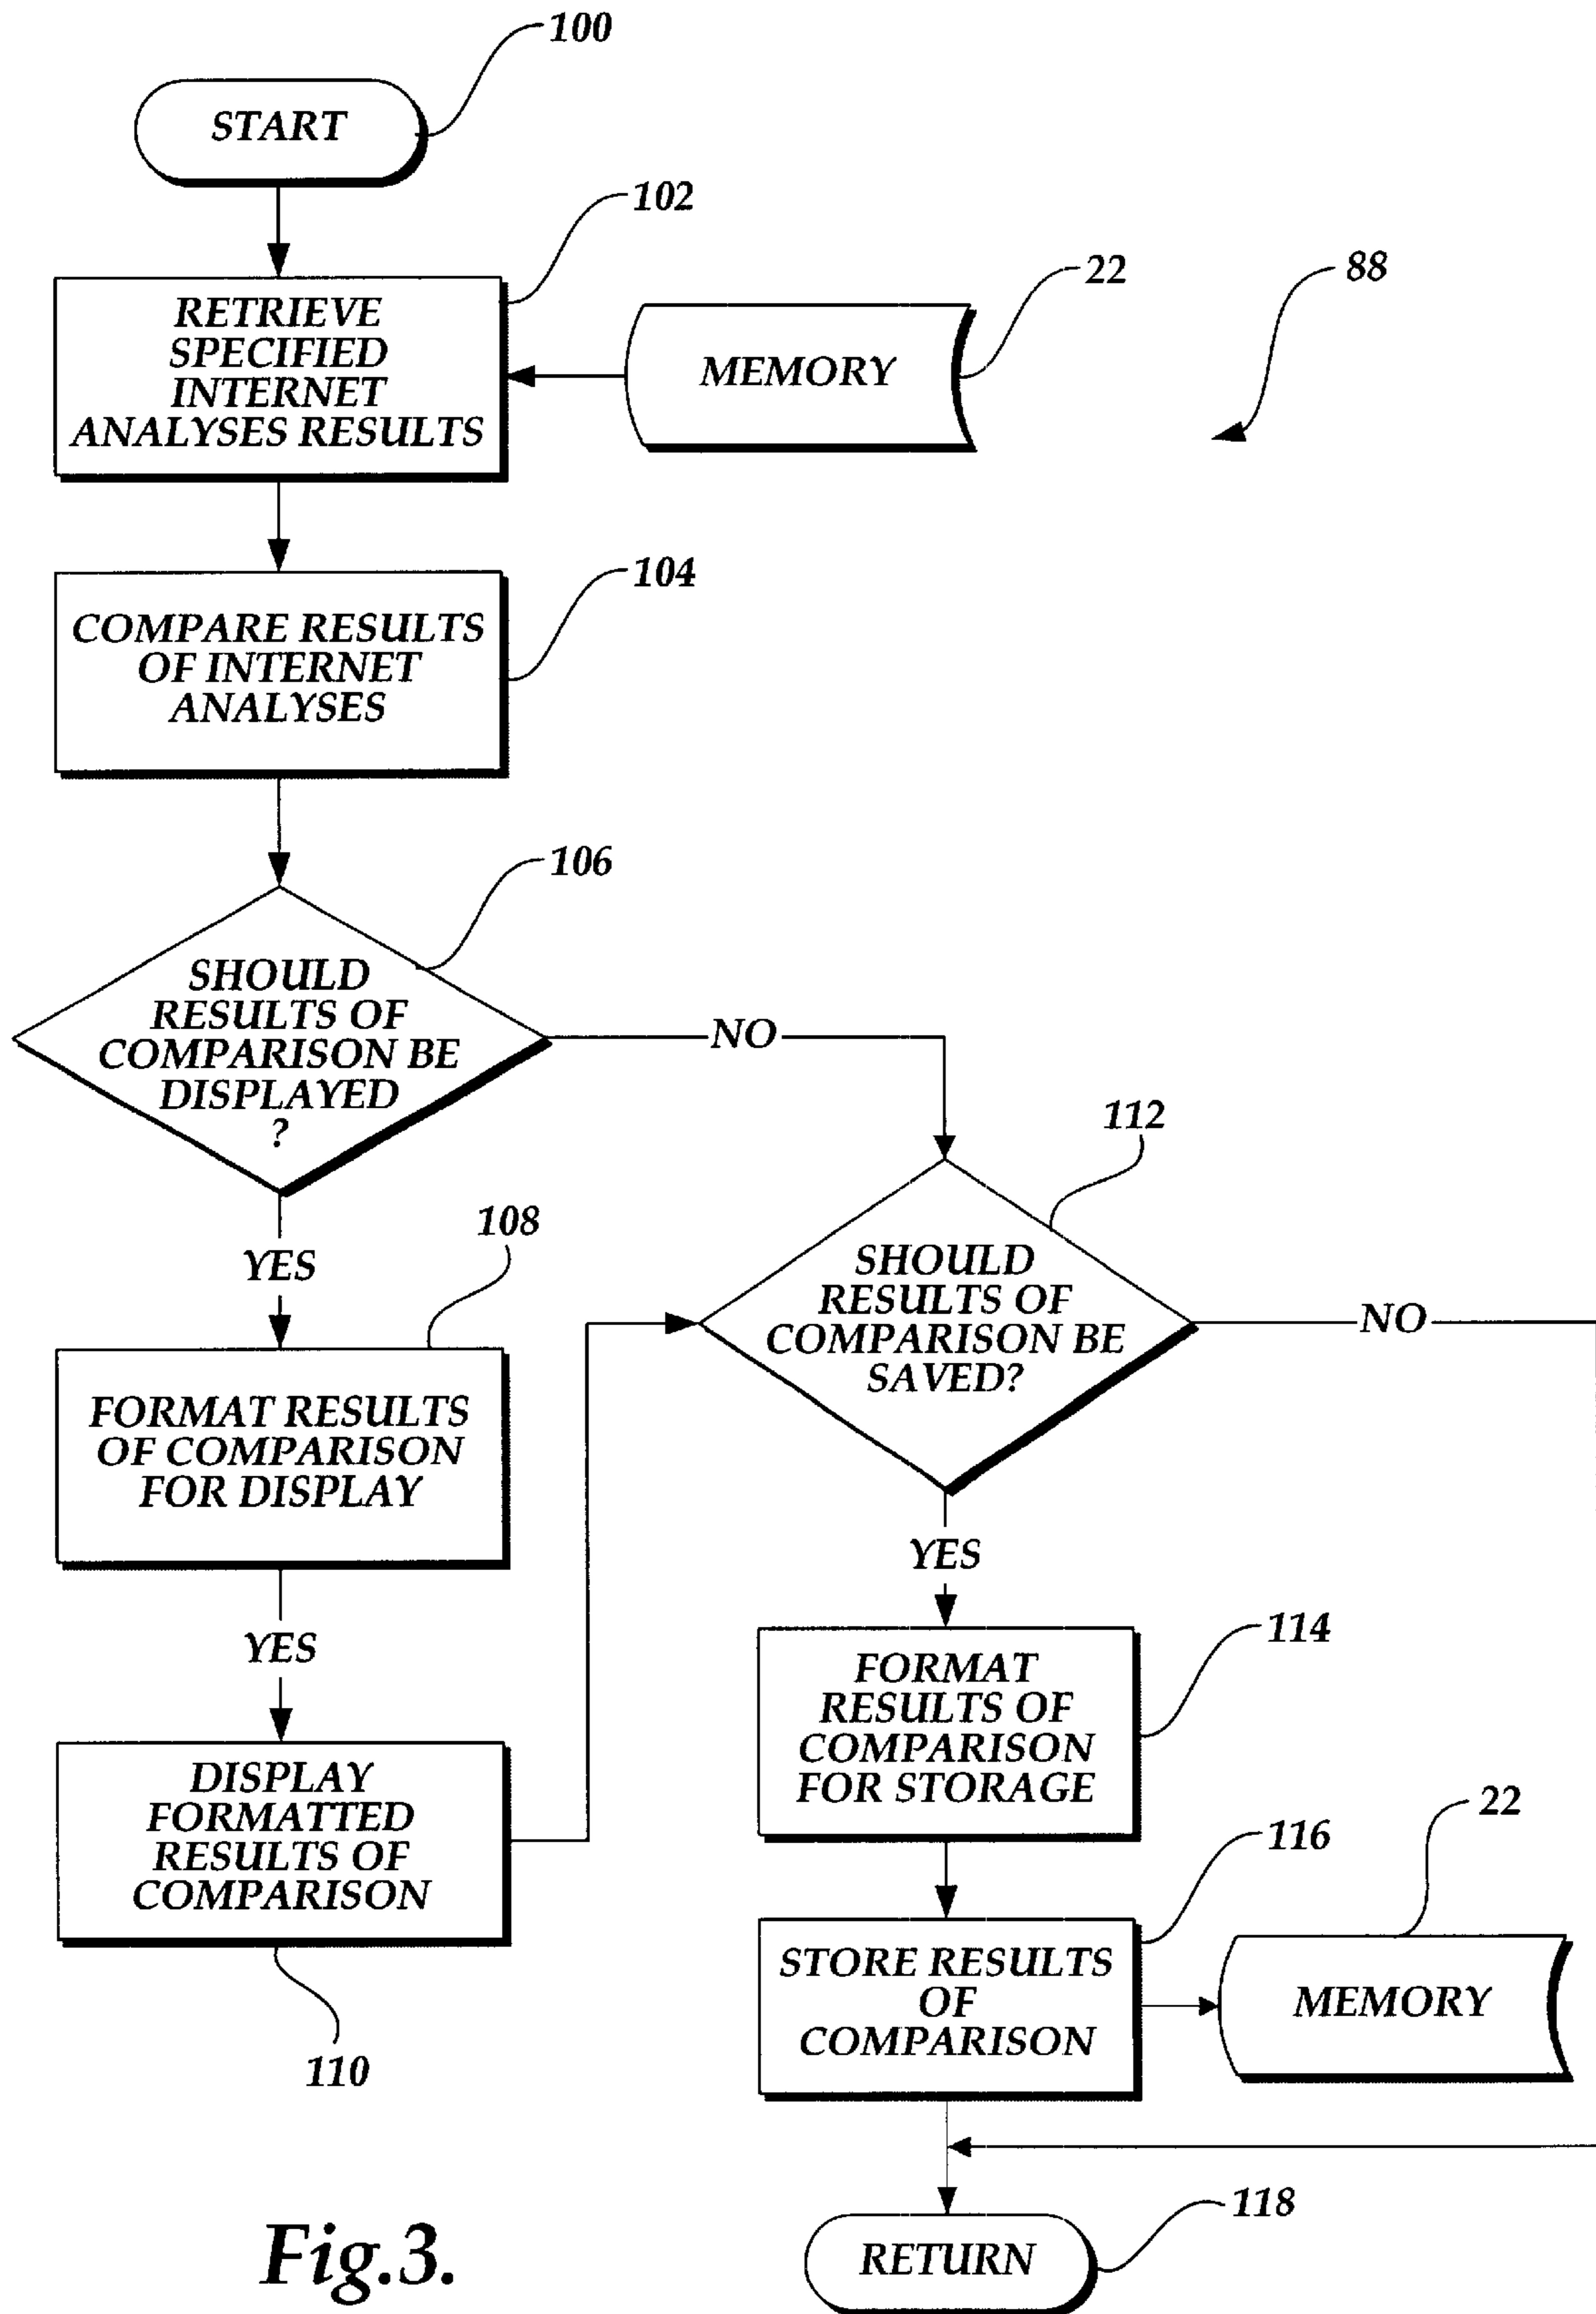 100
START
102
RETRIEVE
SPECIFIED
INTERNET
ANALYSES RESULTS
MEMORY
22
88
104
COMPARE RESULTS
OF INTERNET
ANALYSES
106
SHOULD
RESULTS OF
COMPARISON BE
DISPLAYED
?
NO
YES
108
FORMAT RESULTS
OF COMPARISON
FOR DISPLAY
YES
DISPLAY
FORMATTED
RESULTS OF
COMPARISON
110
112
SHOULD
RESULTS OF
COMPARISON BE
SAVED?
NO
YES
114
FORMAT
RESULTS OF
COMPARISON
FOR STORAGE
116
STORE RESULTS
OF
COMPARISON
22
MEMORY
118
RETURN
Fig.3.